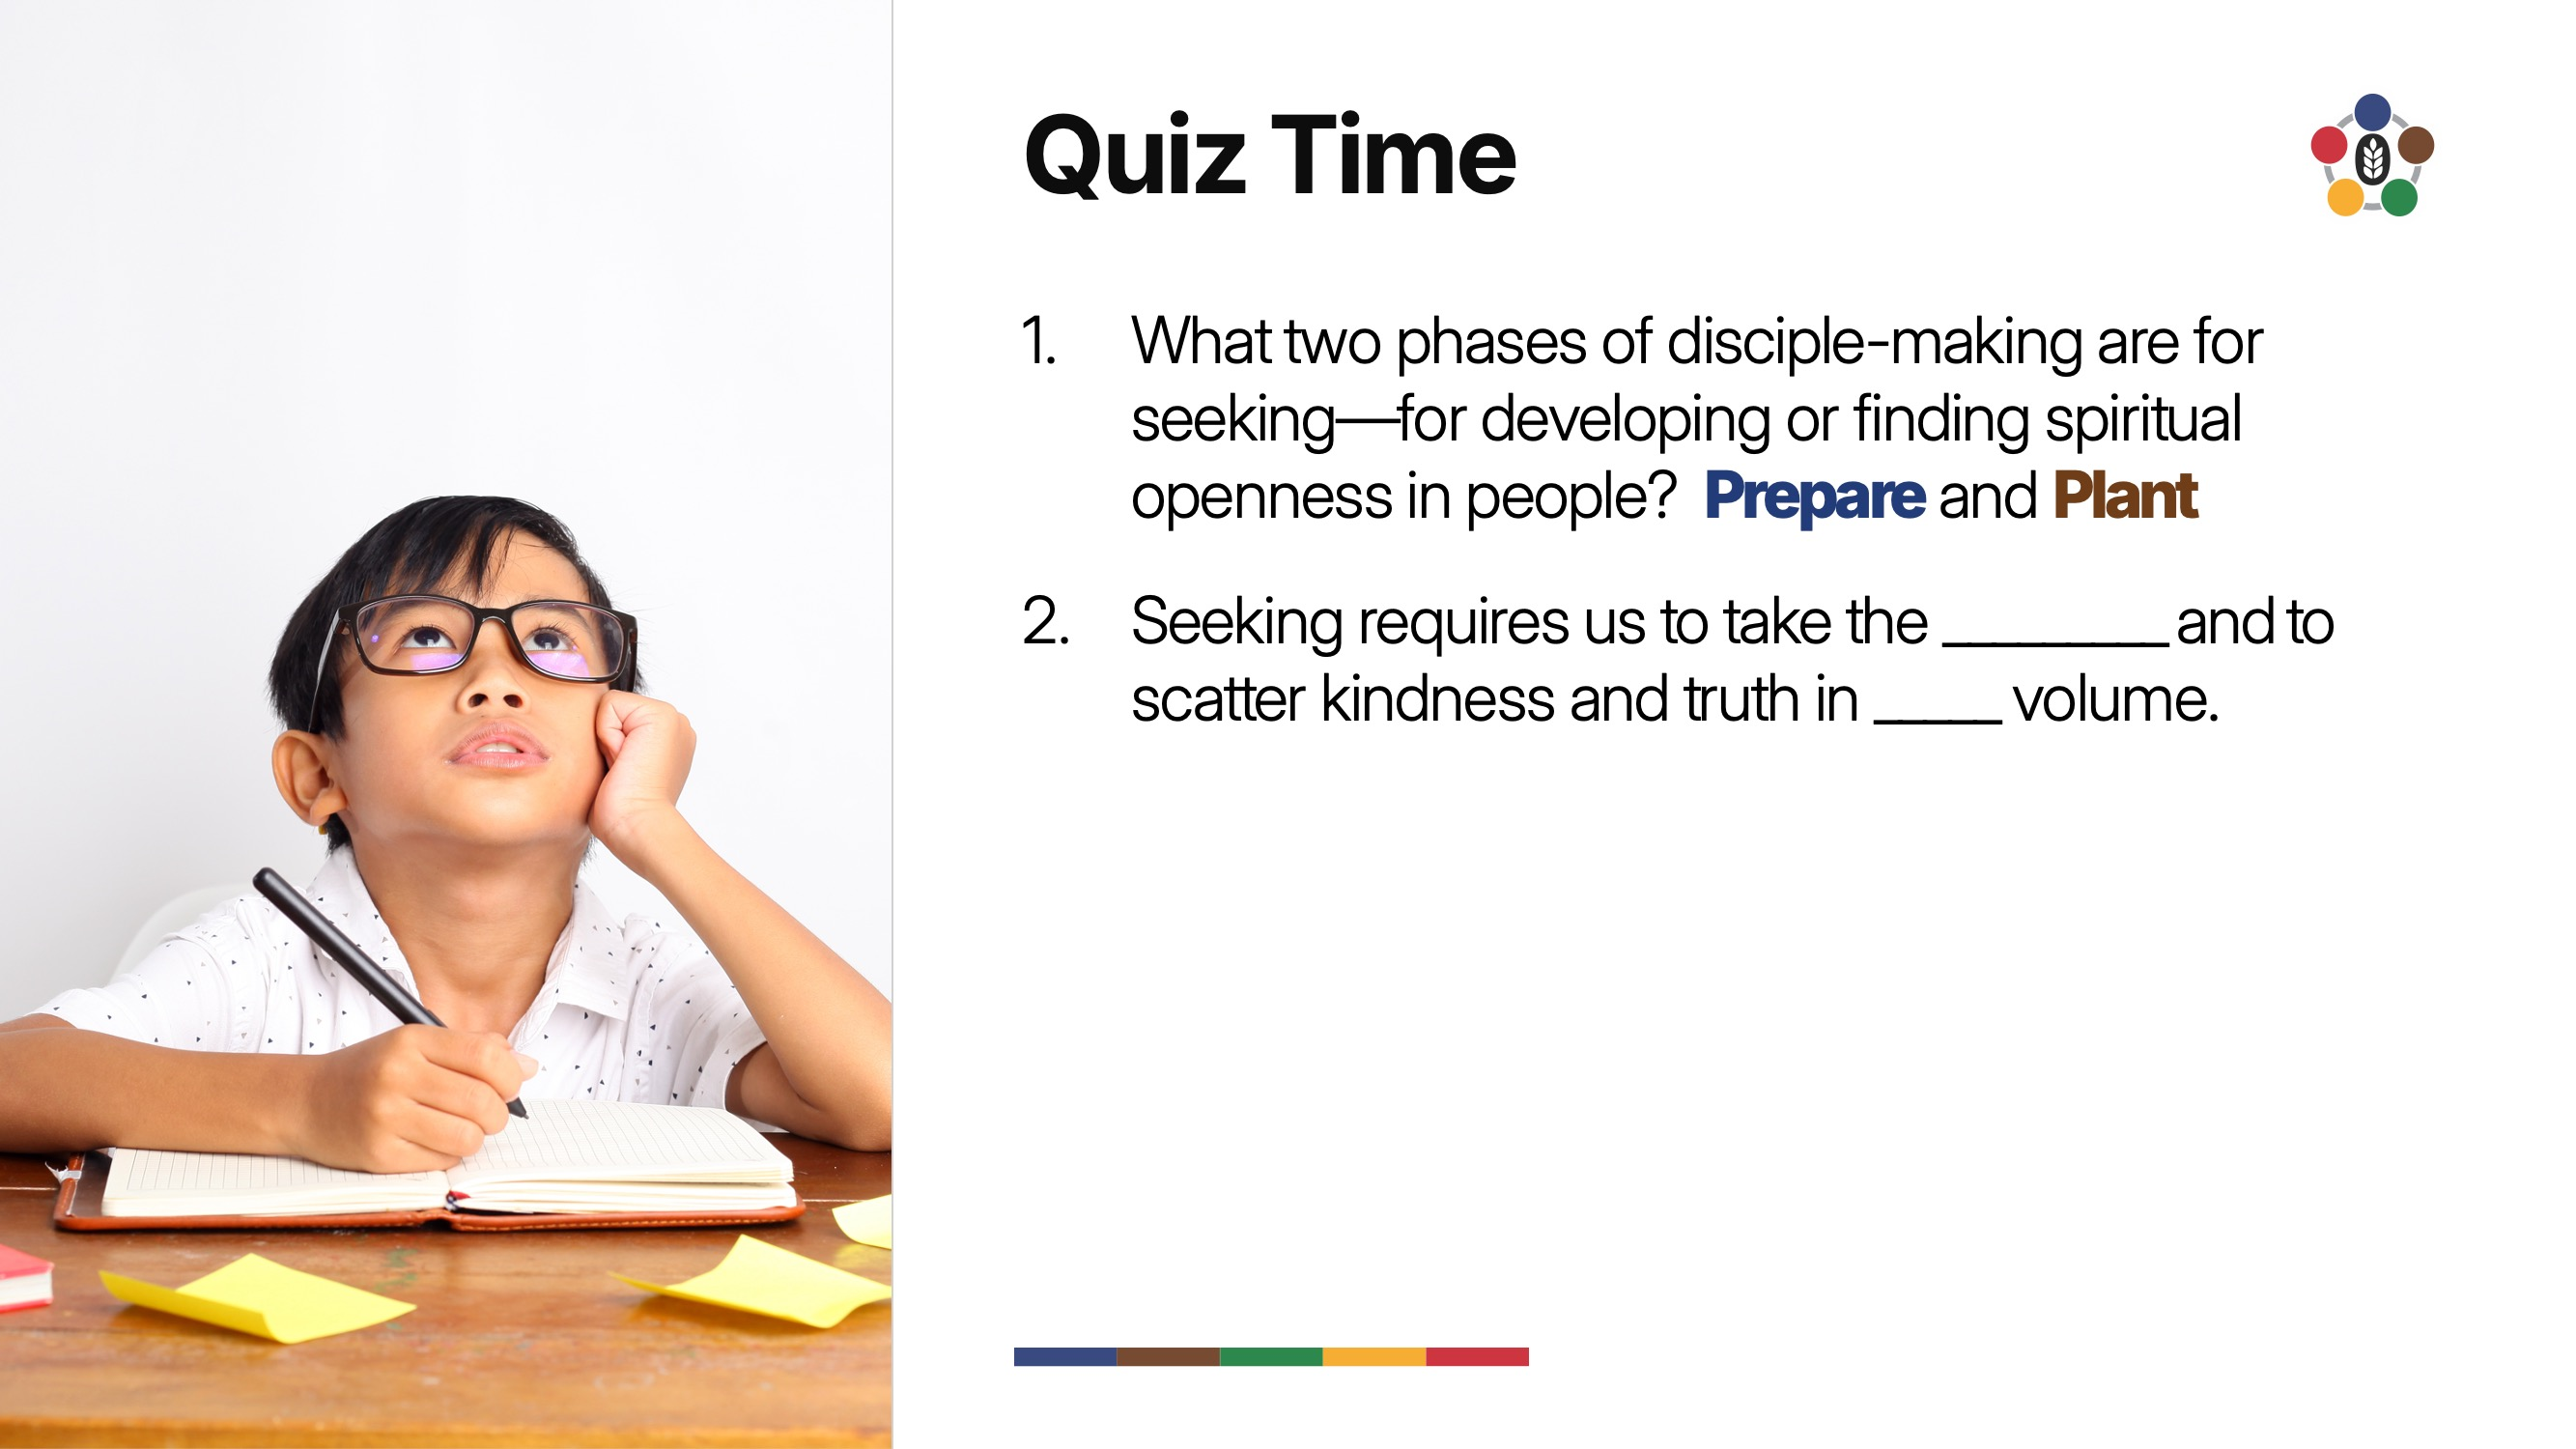 Quiz Time
1. What two phases of disciple-making are for
seeking—for developing or finding spiritual
openness in people? Prepare and Plant
2. Seeking requires us to take the _________ and to
scatter kindness and truth in _____ volume.